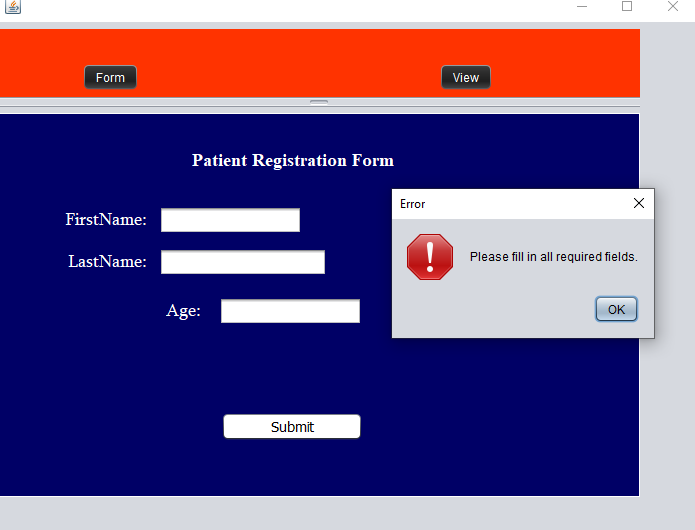 Form
View
Patient Registration Form
FirstName:
LastName:
Age:
Submit
Error
Please fill in all required fields.
OK